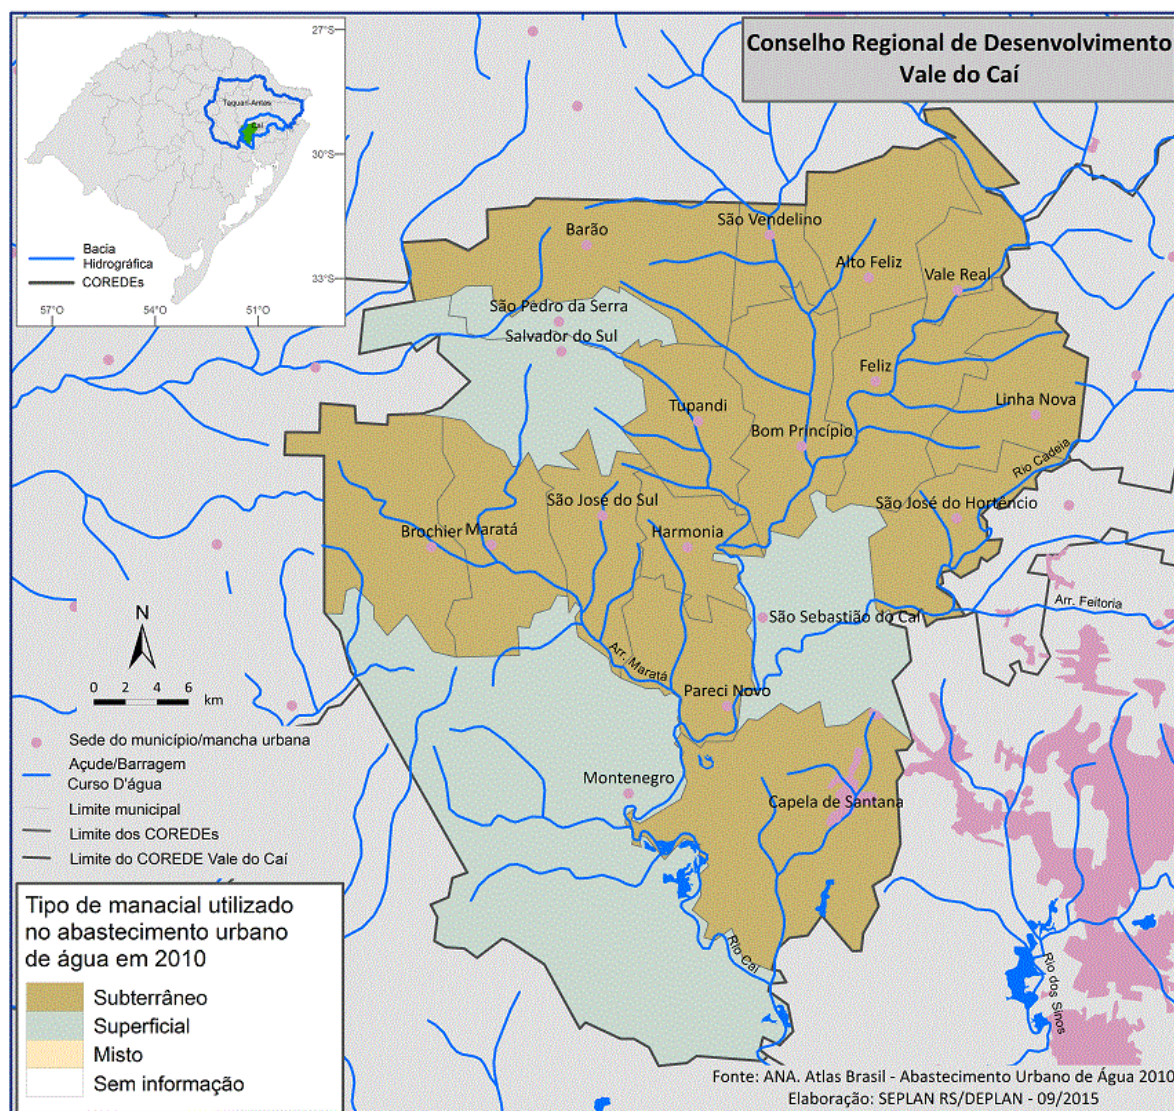 Conselho Regional de Desenvolvimento
Vale do Caí
27°S
30°S
33°S
57°0
54°0
51°0
Taquari-Antas
Caí
Bacia
Hidrográfica
COREDEs
Barão
São Vendelino
Alto Feliz
Vale Real
São Pedro da Serra
Salvador do Sul
Feliz
Linha Nova
Tupandi
Bom Princípio
Rio Cadeia
São José do Sul
São José do Hortêncio
Brochier
Maratá
Harmonia
Arr. Feitoria
São Sebastião do Caí
Arr. Maratá
Pareci Novo
Montenegro
Capela de Santana
Rio Caí
Rio dos Sinos
N
0 2 4 6 km
Sede do município/mancha urbana
Açude/Barragem
Curso D'água
Limite municipal
Limite dos COREDEs
Limite do COREDE Vale do Caí
Tipo de manacial utilizado
no abastecimento urbano
de água em 2010
Subterrâneo
Superficial
Misto
Sem informação
Fonte: ANA. Atlas Brasil - Abastecimento Urbano de Água 2010
Elaboração: SEPLAN RS/DEPLAN - 09/2015